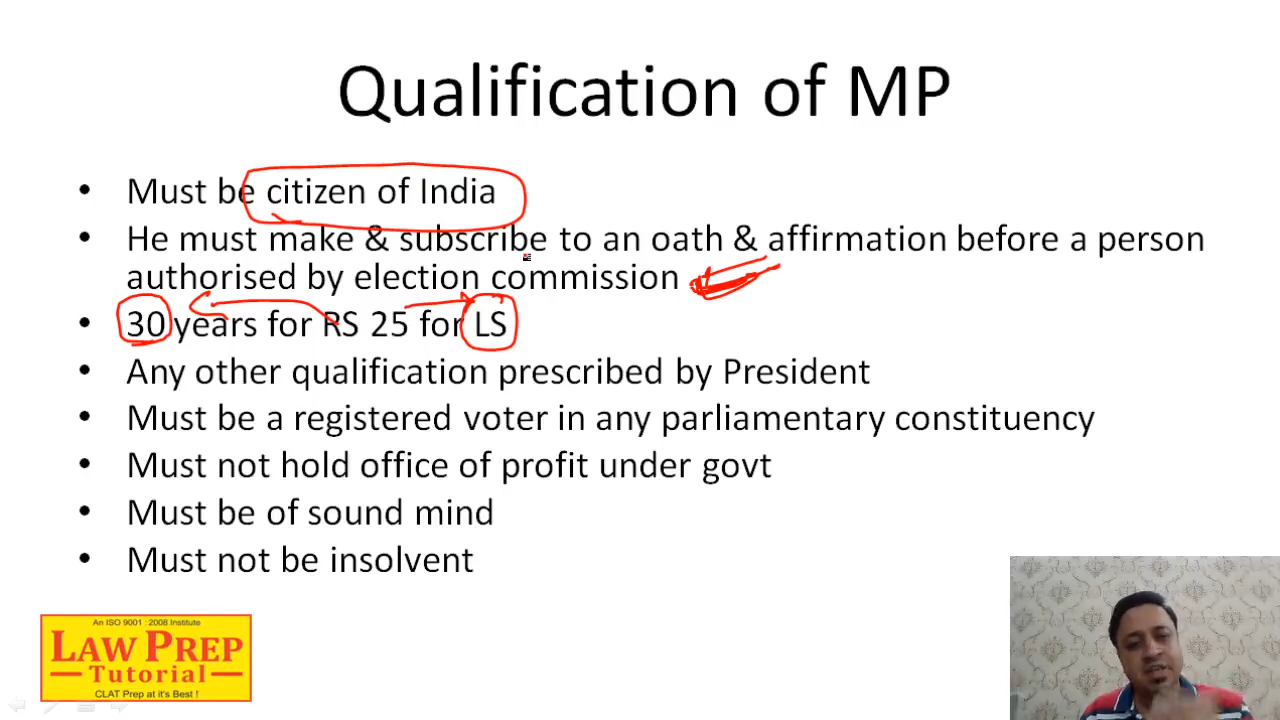 Qualification of MP
• Must be citizen of India
• He must make & subscribe to an oath & affirmation before a person
authorised by election commission
• 30 years for RS 25 for LS
• Any other qualification prescribed by President
• Must be a registered voter in any parliamentary constituency
• Must not hold office of profit under govt
• Must be of sound mind
• Must not be insolvent
An ISO 9001 : 2008 Institute
LAW PREP
Tutorial
CLAT Prep at it's Best !